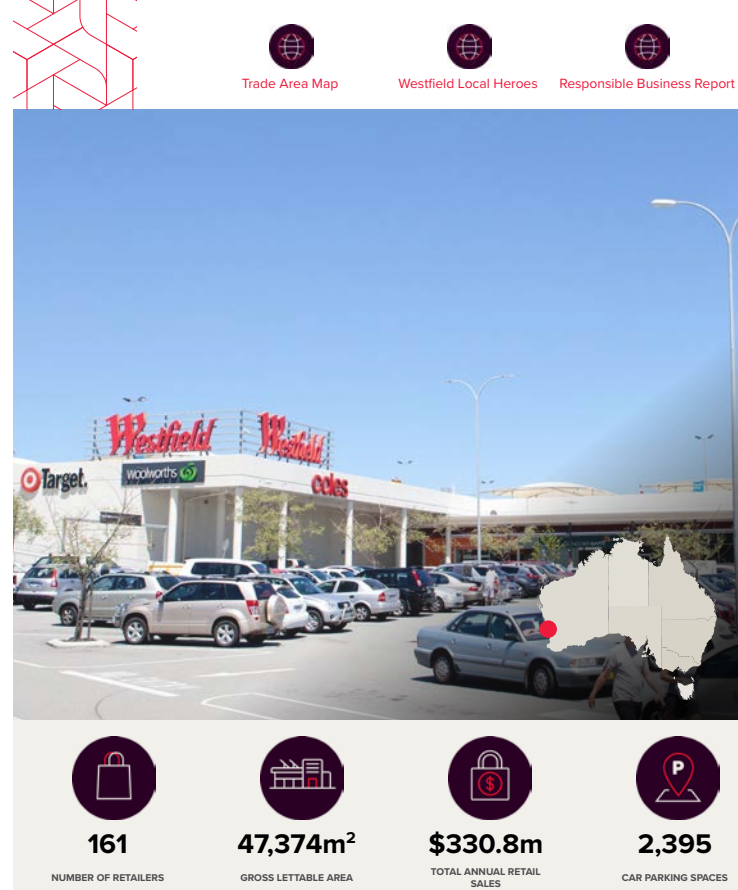 Trade Area Map
Westfield Local Heroes
Responsible Business Report
Westfield
Westfield
Target.
woolworths
coles
P
$
161
47,374m²
$330.8m
2,395
NUMBER OF RETAILERS
GROSS LETTABLE AREA
TOTAL ANNUAL RETAIL
SALES
CAR PARKING SPACES